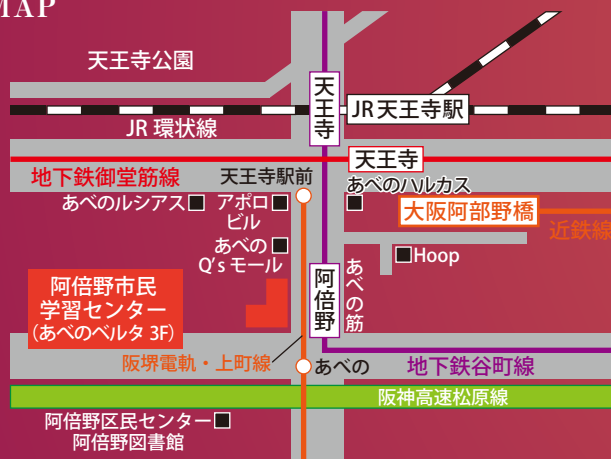 MAP
天王寺公園
天王寺
JR天王寺駅
JR 環状線
天王寺
地下鉄御堂筋線
天王寺駅前
あべのハルカス
あべのルシアス
アポロ
ビル
大阪阿部野橋
近鉄線
あべの
Q'sモール
Hoop
阿倍野市民
学習センター
(あべのベルタ 3F)
阿倍野
あべの筋
阪堺電軌・上町線
あべの
地下鉄谷町線
阪神高速松原線
阿倍野区民センター
阿倍野図書館